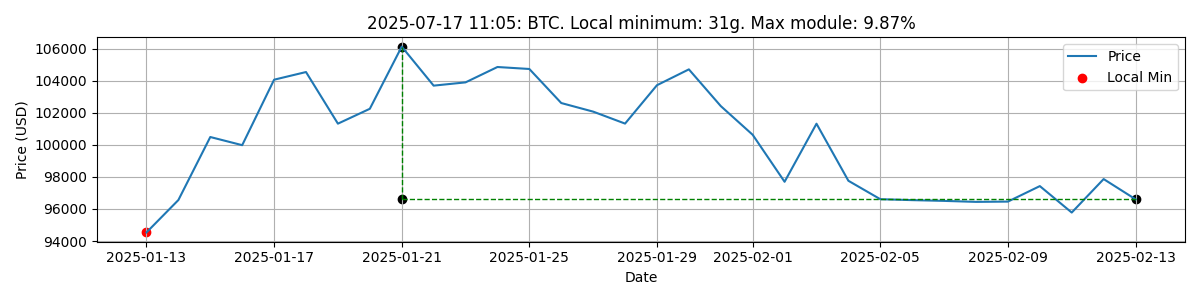 2025-07-17 11:05: BTC. Local minimum: 31g. Max module: 9.87%
Price (USD)
106000
104000
102000
100000
98000
96000
94000
Price
Local Min
2025-01-13 2025-01-17 2025-01-21 2025-01-25 2025-01-29 2025-02-01 2025-02-05 2025-02-09 2025-02-13
Date